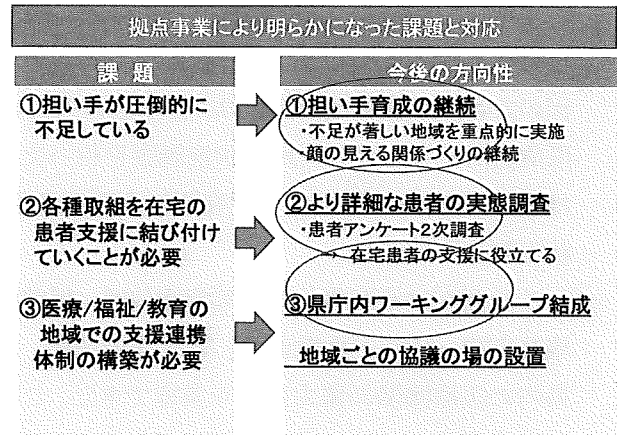 拠点事業により明らかになった課題と対応
課 題
①担い手が圧倒的に
不足している
②各種取組を在宅の
患者支援に結び付け
ていくことが必要
③医療/福祉/教育の
地域での支援連携
体制の構築が必要
今後の方向性
①担い手育成の継続
・不足が著しい地域を重点的に実施
・顔の見える関係づくりの継続
②より詳細な患者の実態調査
・患者アンケート2次調査
→ 在宅患者の支援に役立てる
③県庁内ワーキンググループ結成
地域ごとの協議の場の設置